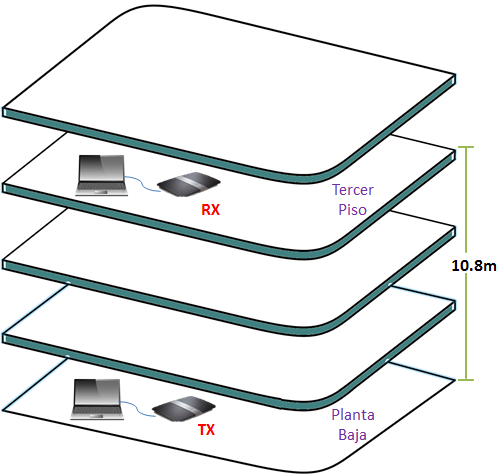 RX
Tercer
Piso
10.8m
TX
Planta
Baja